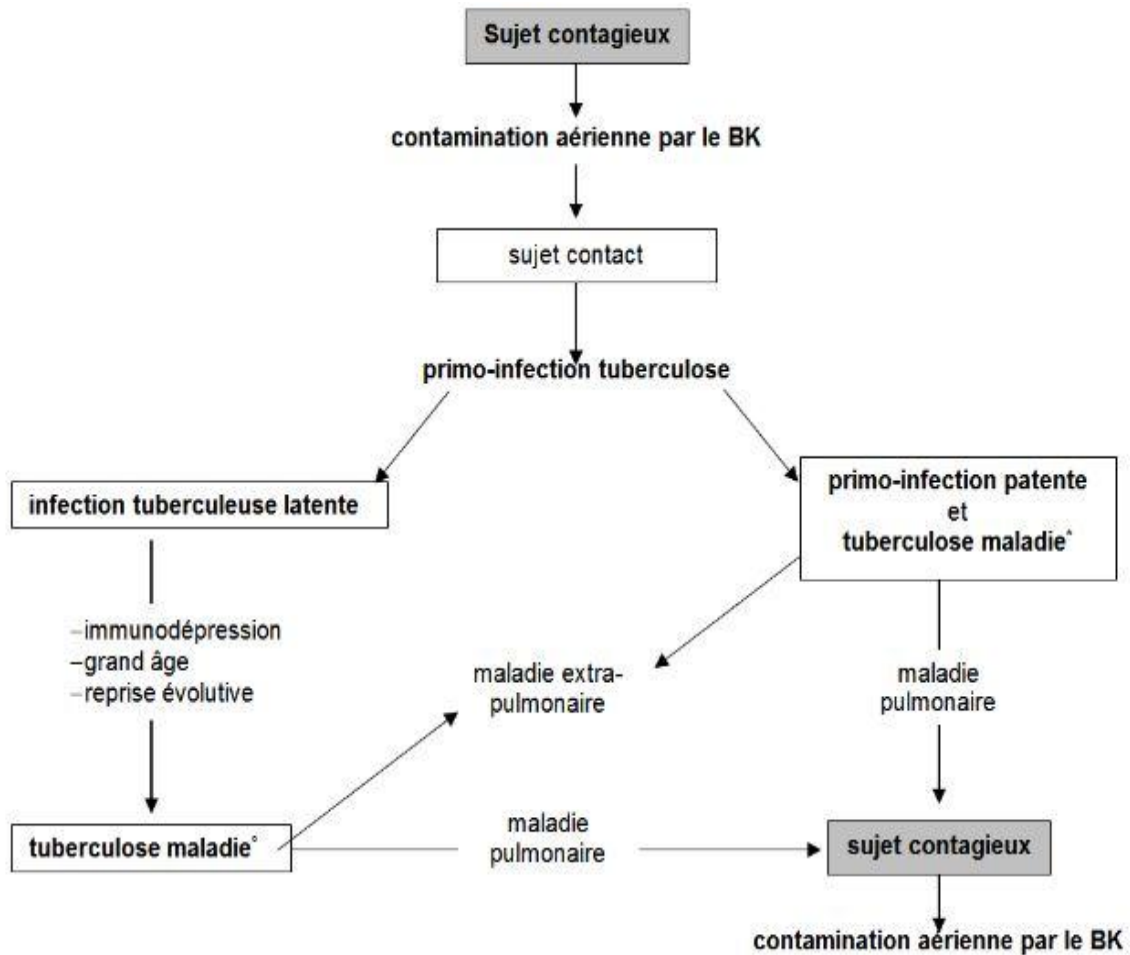 Sujet contagieux
contamination aérienne par le BK
sujet contact
primo-infection tuberculose
infection tuberculeuse latente
primo-infection patente
et
tuberculose maladie*
–immunodépression
–grand âge
–reprise évolutive
maladie extra-
pulmonaire
maladie
pulmonaire
tuberculose maladie°
maladie
pulmonaire
sujet contagieux
contamination aérienne par le BK